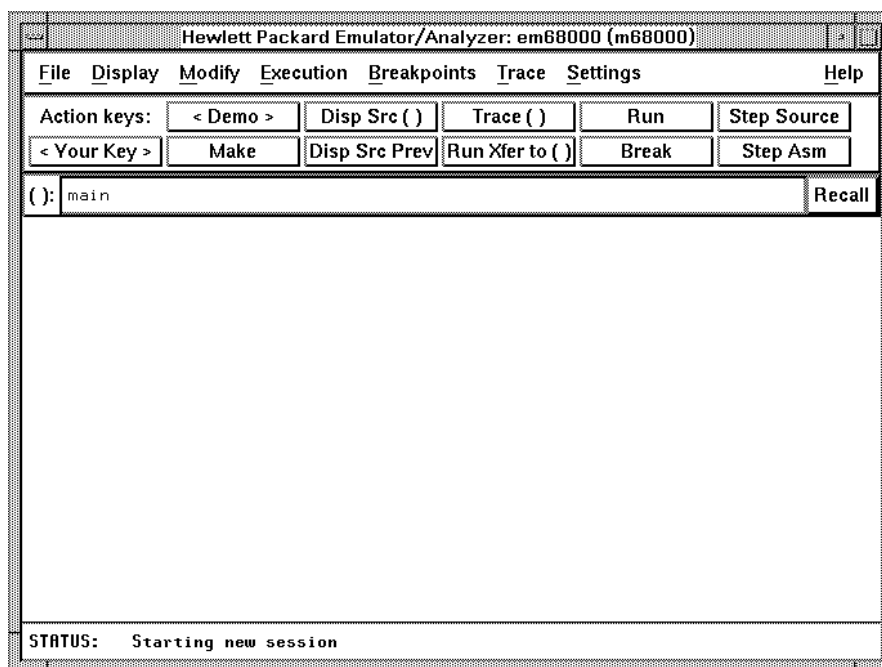 Hewlett Packard Emulator/Analyzer: em68000 (m68000)
File Display Modify Execution Breakpoints Trace Settings Help
Action keys: < Demo > Disp Src ( ) Trace ( ) Run Step Source
< Your Key > Make Disp Src Prev Run Xfer to ( ) Break Step Asm
( ): main Recall
STATUS: Starting new session